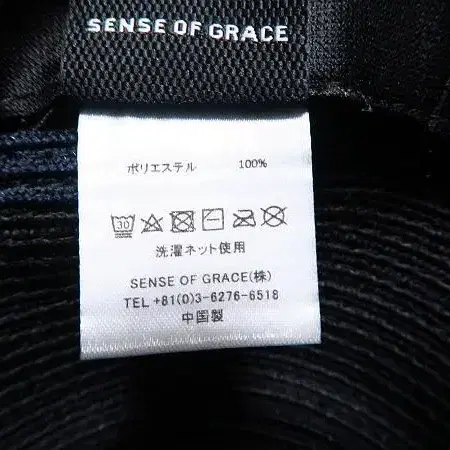 SENSE OF GRACE
ポリエステル 100%
30
洗濯ネット使用
SENSE OF GRACE(株)
TEL +81(0)3-6276-6518
中国製